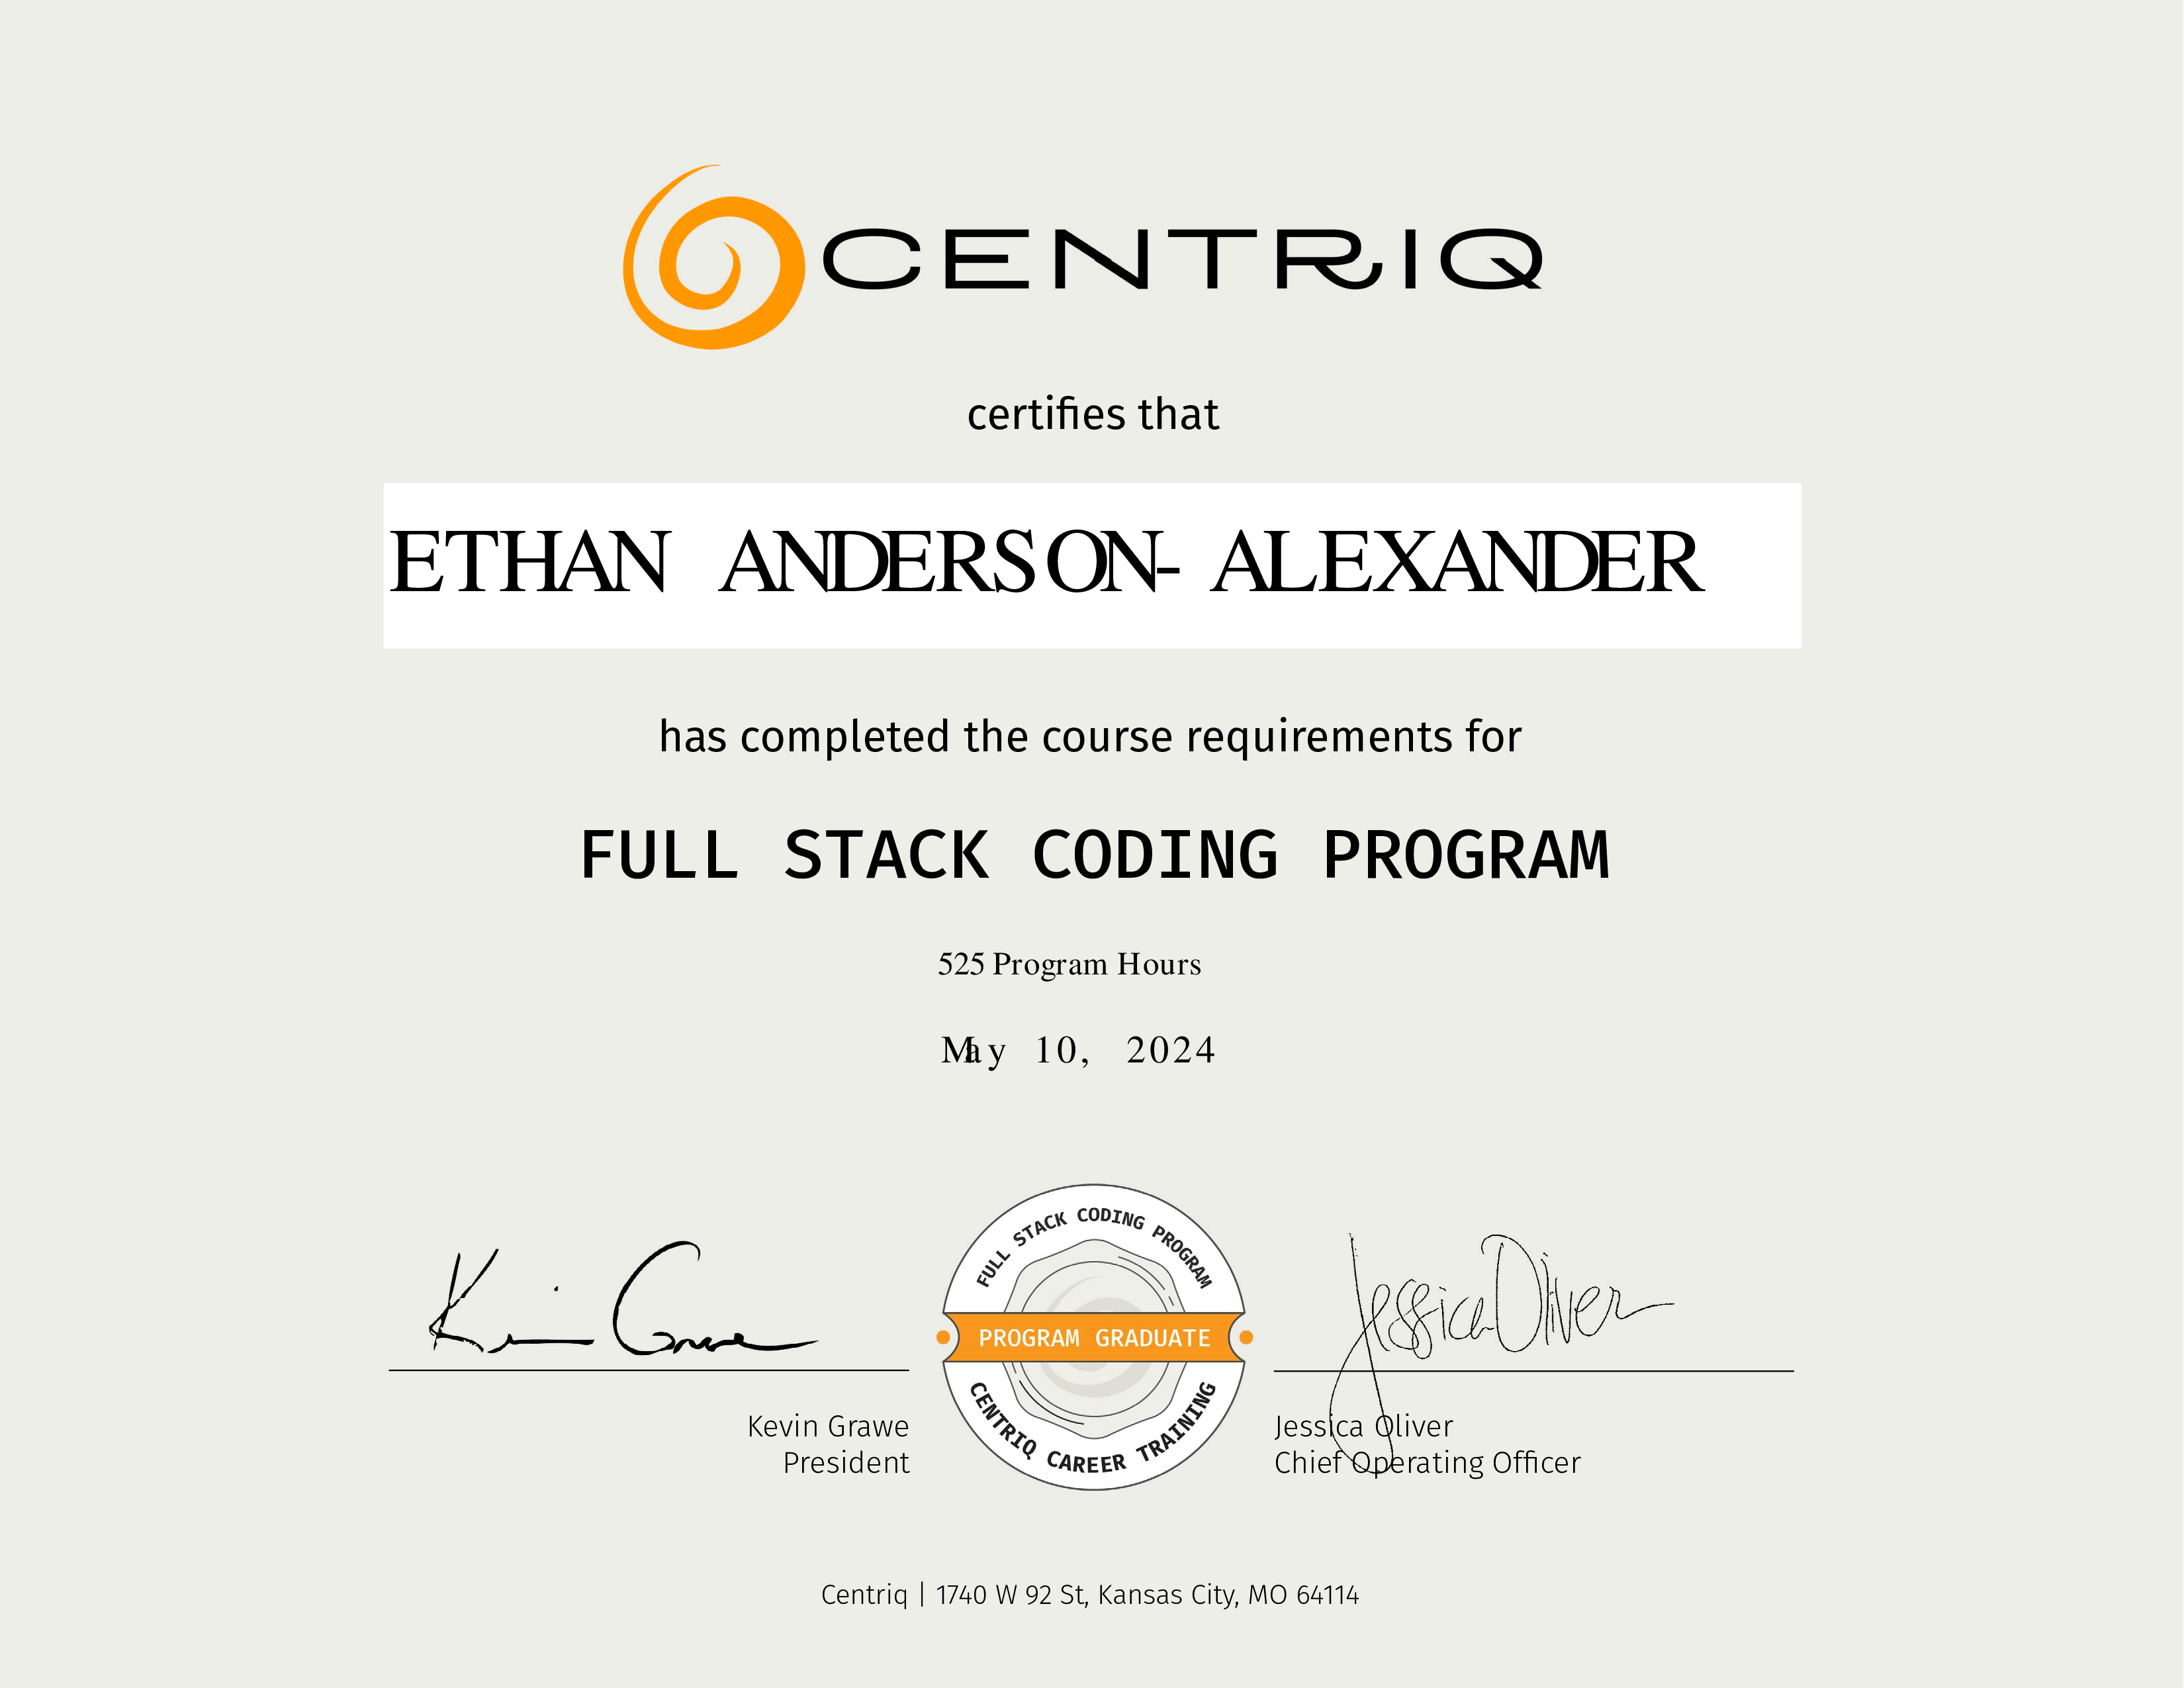 CENTRIQ
certifies that
ETHAN ANDERSON- ALEXANDER
has completed the course requirements for
FULL STACK CODING PROGRAM
525 Program Hours
May 10, 2024
FULL STACK CODING PROGRAM
PROGRAM GRADUATE
CENTRIQ CAREER TRAINING
Kevin Grawe
President
Jessica Oliver
Jessica Oliver
Chief Operating Officer
Centriq | 1740 W 92 St, Kansas City, MO 64114